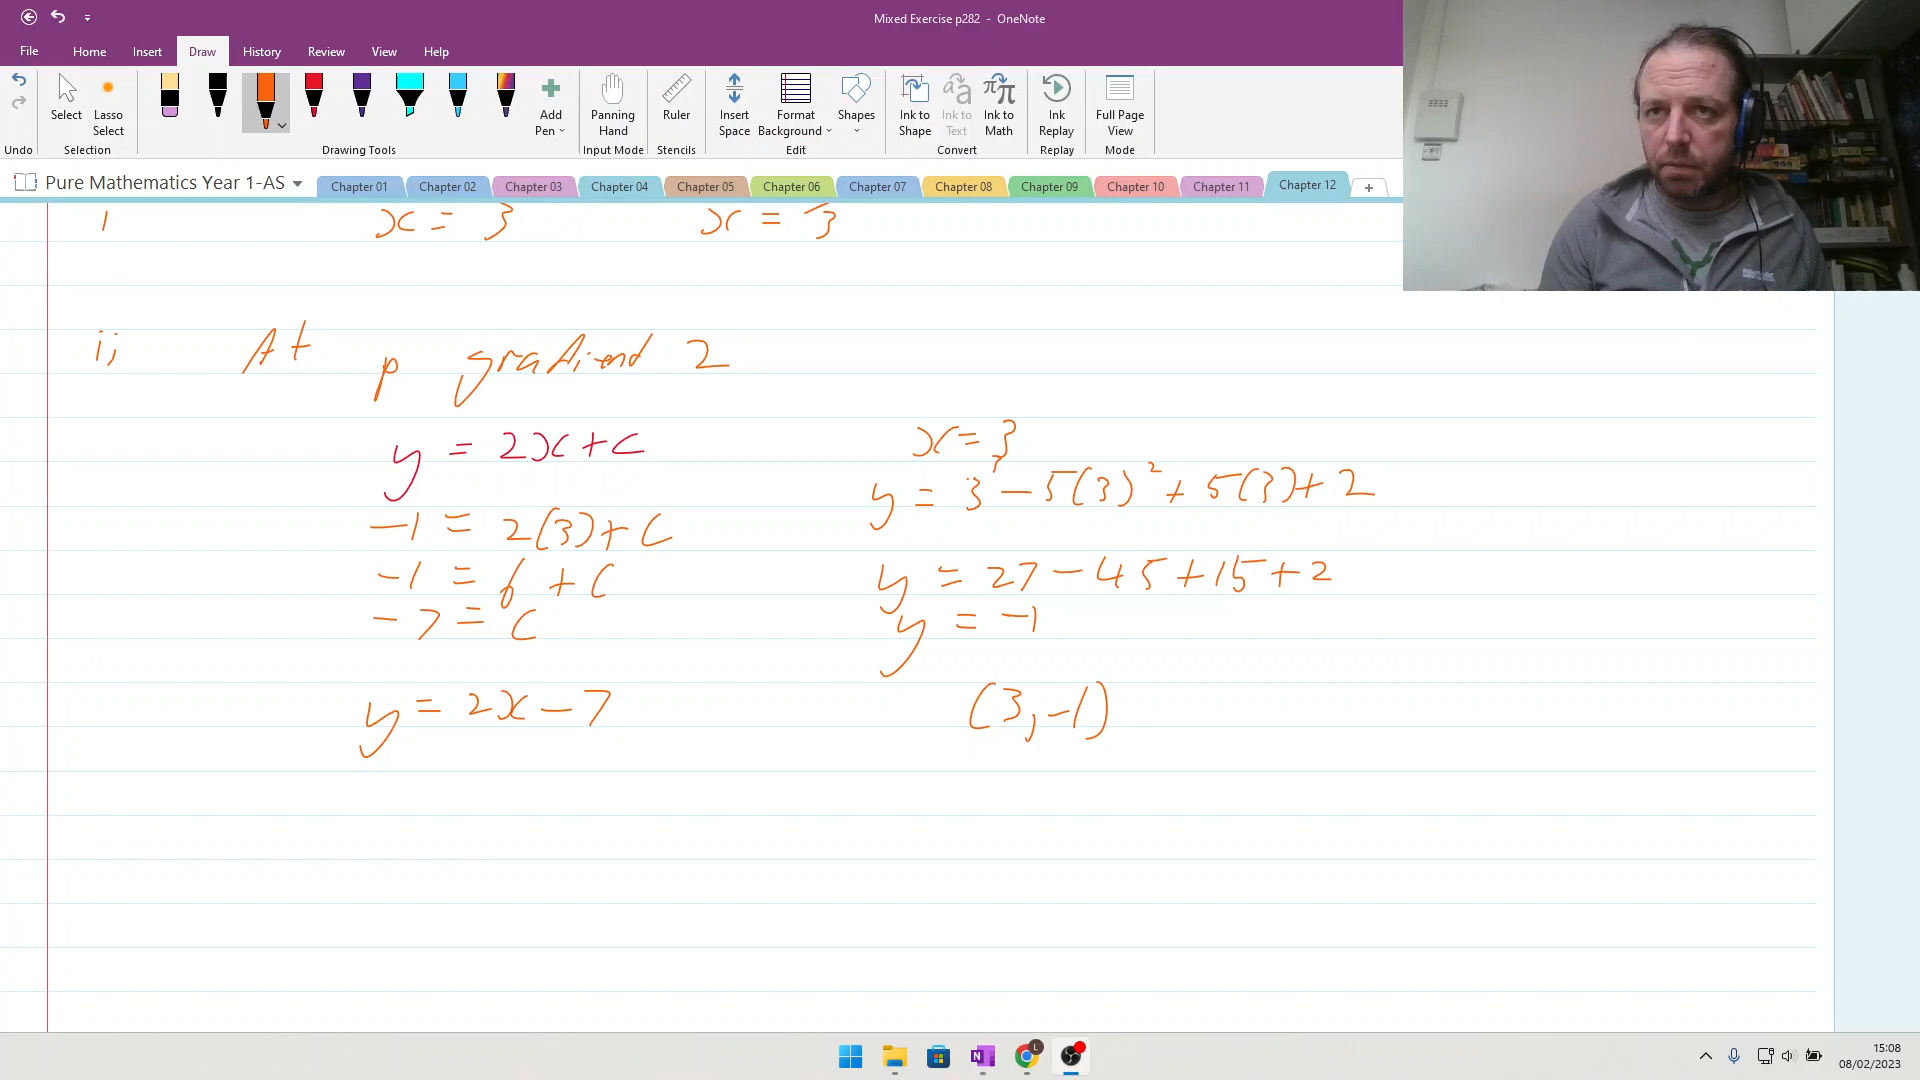 Mixed Exercise p282 - OneNote
File Home Insert Draw History Review View Help
Undo
Select
Lasso Select
Selection
Drawing Tools
Add Pen
Panning Hand
Input Mode
Ruler
Stencils
Insert Space
Format Background
Shapes
Edit
Ink to Shape
Ink to Text
Ink to Math
Convert
Ink Replay
Replay
Full Page View
Mode
Pure Mathematics Year 1-AS
Chapter 01 Chapter 02 Chapter 03 Chapter 04 Chapter 05 Chapter 06 Chapter 07 Chapter 08 Chapter 09 Chapter 10 Chapter 11 Chapter 12 +
x = 3
ii At p gradient 2
y = 2x + c
-1 = 2(3) + c
-1 = 6 + c
-7 = c
y = 2x - 7
x = 3
y = 3³ - 5(3)² + 5(3) + 2
y = 27 - 45 + 15 + 2
y = -1
(3, -1)
L
N
15:08
08/02/2023